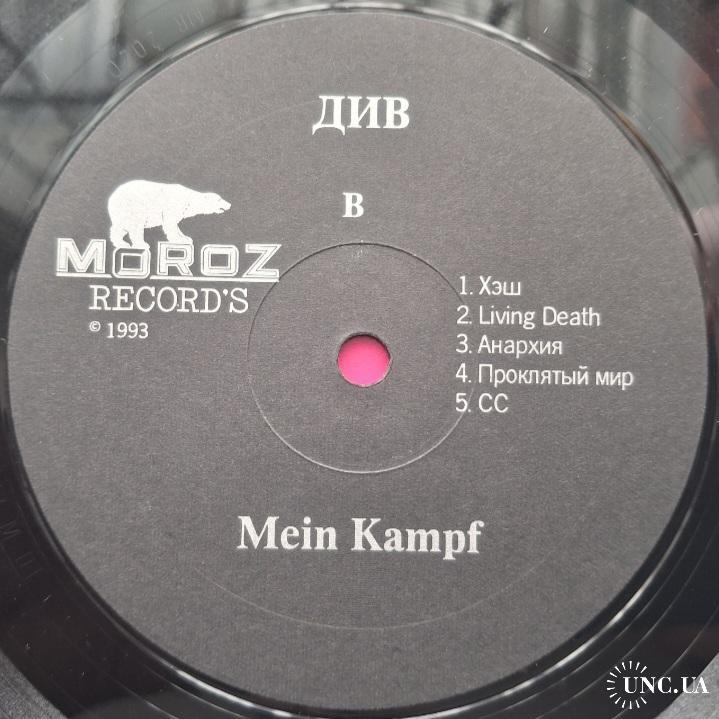 ДИВ
B
MOROZ
RECORD'S
© 1993
1. Хэш
2. Living Death
3. Анархия
4. Проклятый мир
5. СС
Mein Kampf
UNC.UA